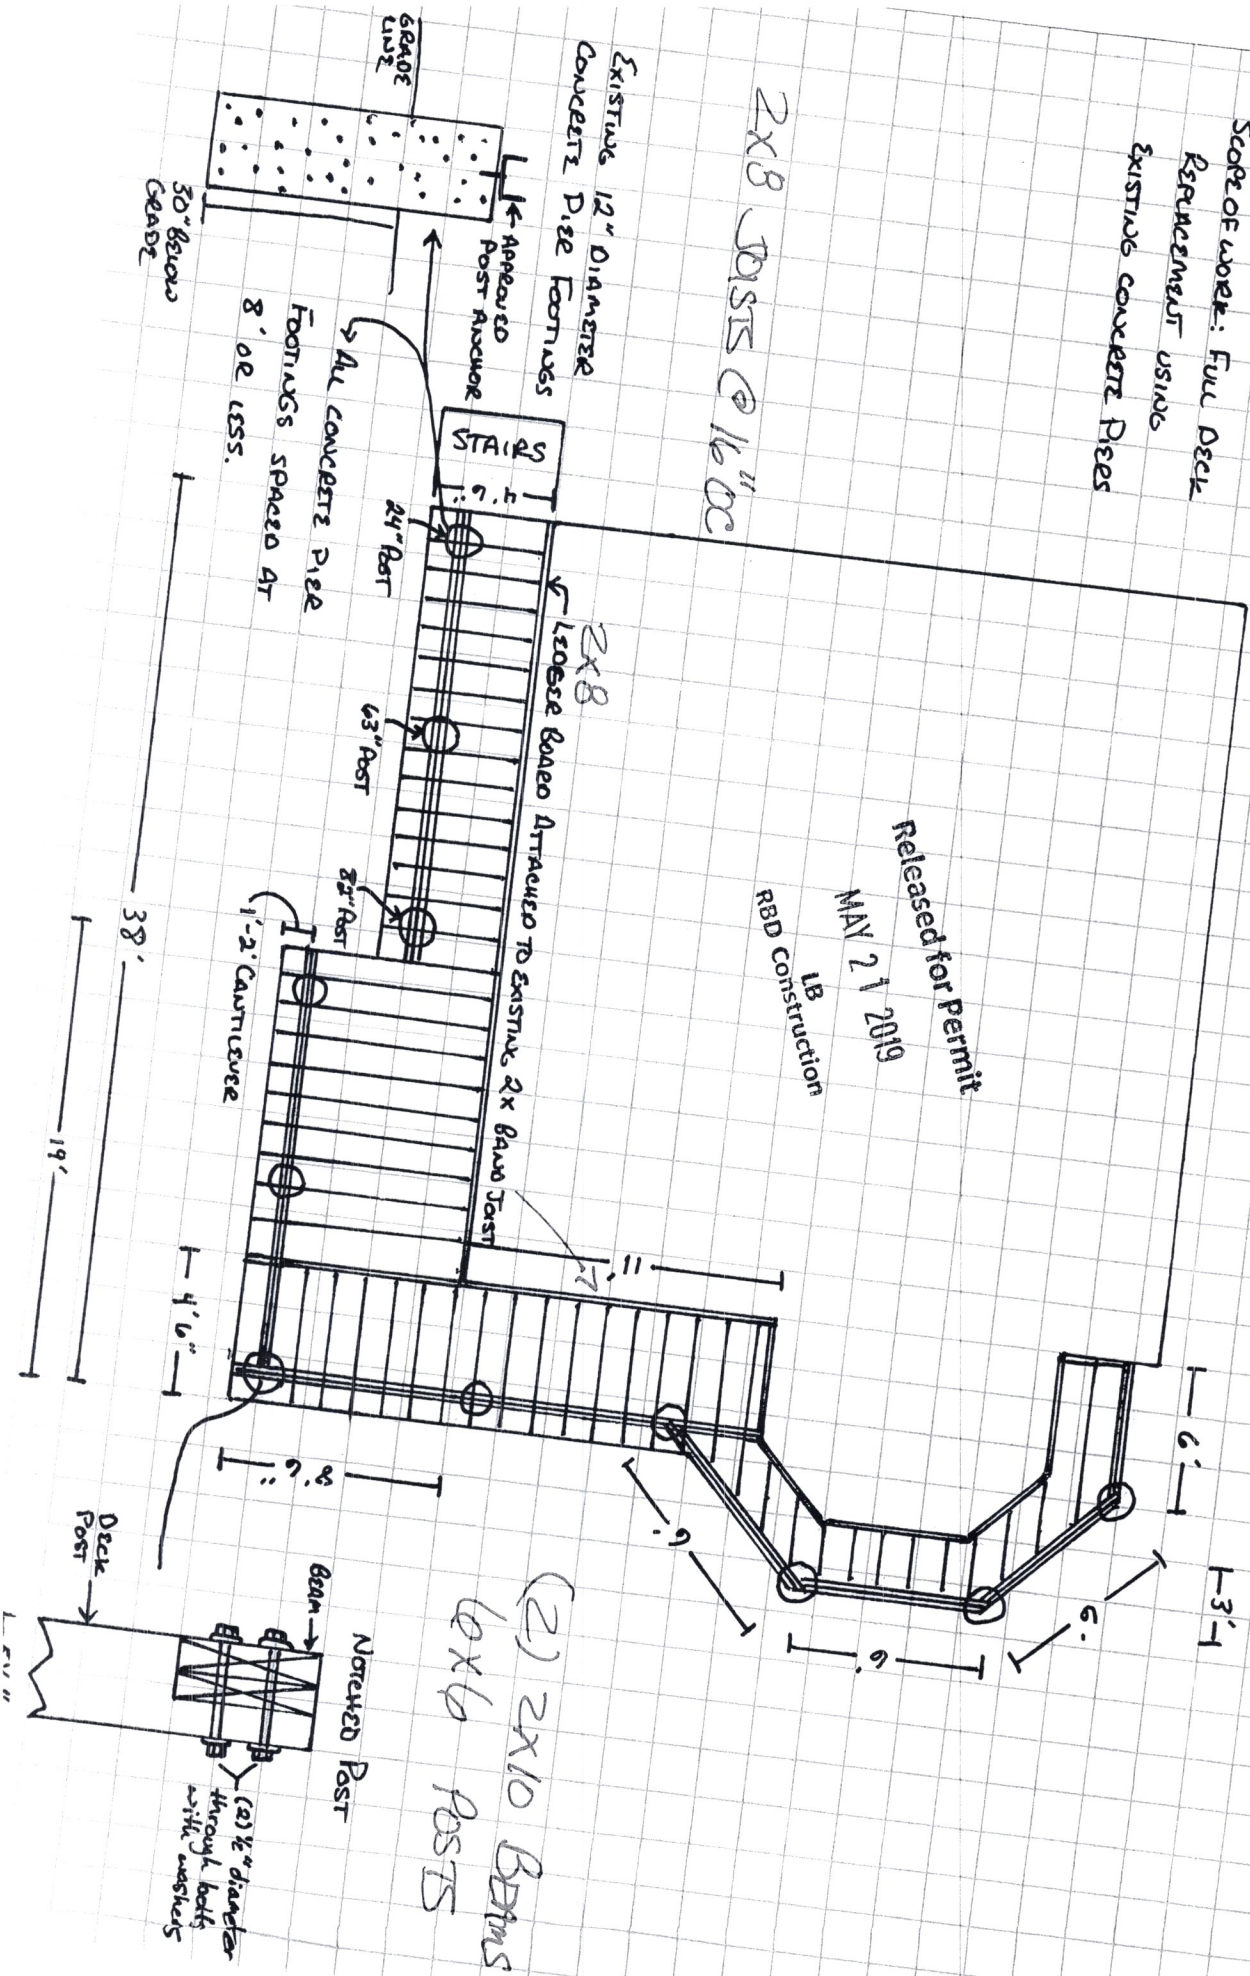 SCOPE OF WORK: FULL DECK
REPLACEMENT USING
EXISTING CONCRETE PIERS
2x8 JOISTS @ 16" OC
EXISTING 12" DIAMETER
CONCRETE PIER FOOTINGS
APPROVED
POST ANCHOR
GRADE
LINE
30" BELOW
GRADE
ALL CONCRETE PIER
FOOTINGS SPACED AT
8' OR LESS.
STAIRS
24" POST
63" POST
82" POST
2x8
LEDGER BOARD ATTACHED TO EXISTING 2x BAND JOIST
Released for Permit
MAY 21 2019
LB
RBD Construction
1'-2' CANTILEVER
38'
19'
4'6"
11'
8'6"
6'
3'
6'
6'
6'
(2) 2x10 BEAMS
6x6 POSTS
NOTCHED POST
BEAM
DECK
POST
(2) ½" diameter
through bolts
with washers